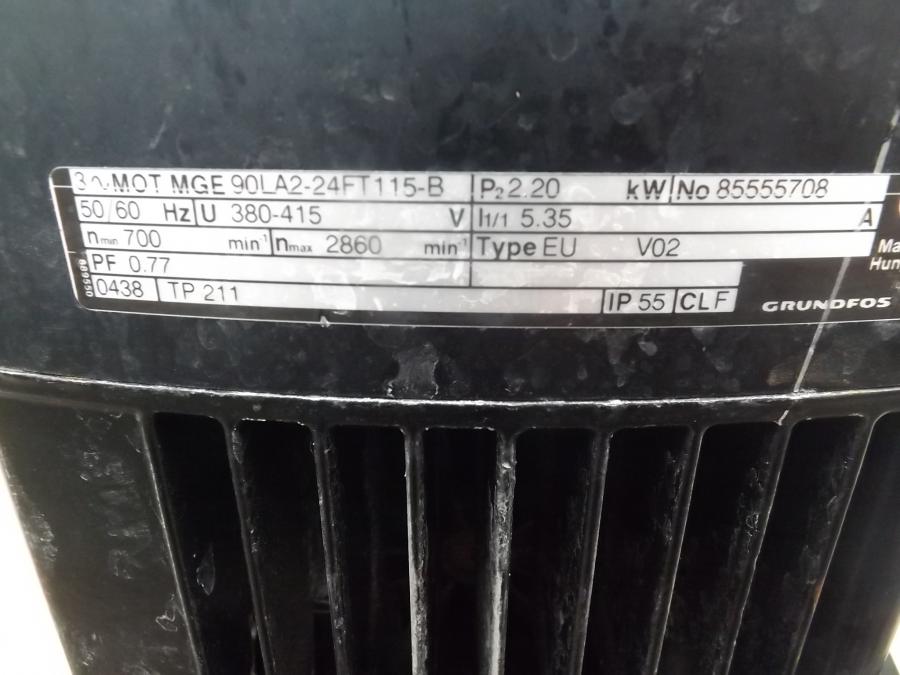 3~MOT MGE 90LA2-24FT115-B P₂ 2.20 kW No 85555708
50/60 Hz U 380-415 V I1/1 5.35 A
nmin 700 min⁻¹ nmax 2860 min⁻¹ Type EU V02
PF 0.77
0438 TP 211 IP 55 CL F
Ma
Hun
GRUNDFOS